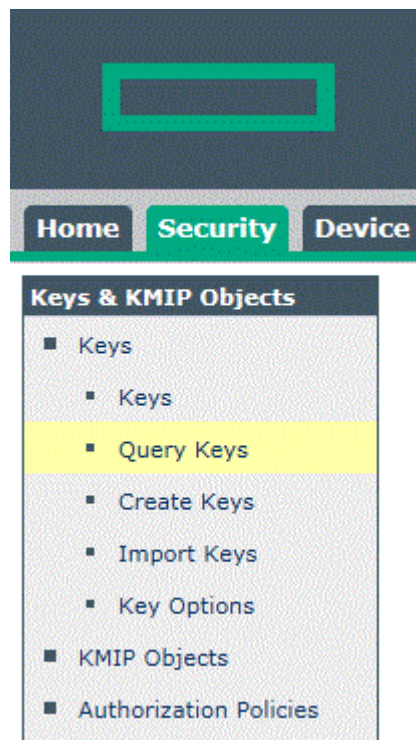 Home Security Device
Keys & KMIP Objects
Keys
Keys
Query Keys
Create Keys
Import Keys
Key Options
KMIP Objects
Authorization Policies